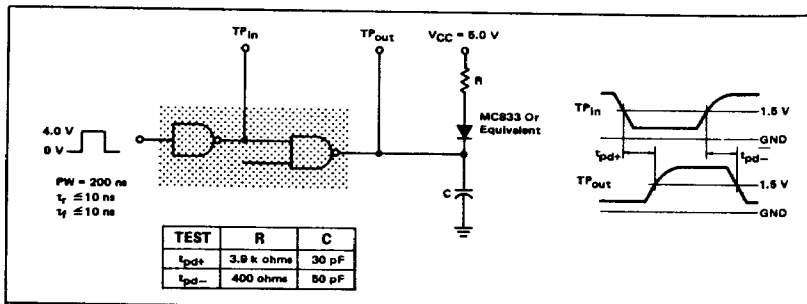 TPin
TPout
VCC = 5.0 V
R
MC833 Or
Equivalent
C
4.0 V
0 V
PW = 200 ns
τr ≦ 10 ns
τf ≦ 10 ns
TEST R C
tpd+ 3.9 k ohms 30 pF
tpd− 400 ohms 50 pF
TPin
1.5 V
GND
tpd+
tpd−
TPout
1.5 V
GND